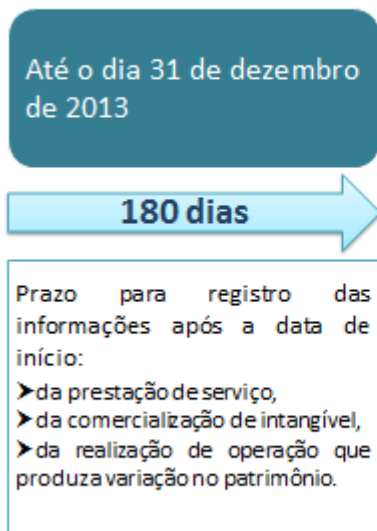 Até o dia 31 de dezembro
de 2013
180 dias
Prazo para registro das
informações após a data de
início:
➤da prestação de serviço,
➤da comercialização de intangível,
➤da realização de operação que
produza variação no patrimônio.